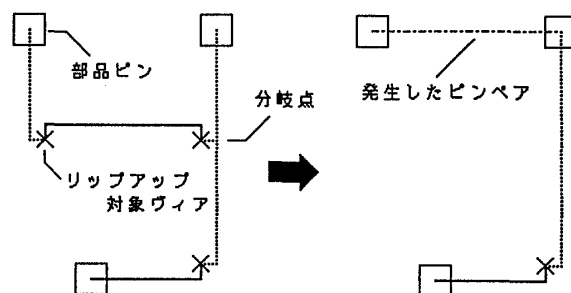 部品ピン
分岐点
リップアップ
対象ヴィア
発生したピンペア